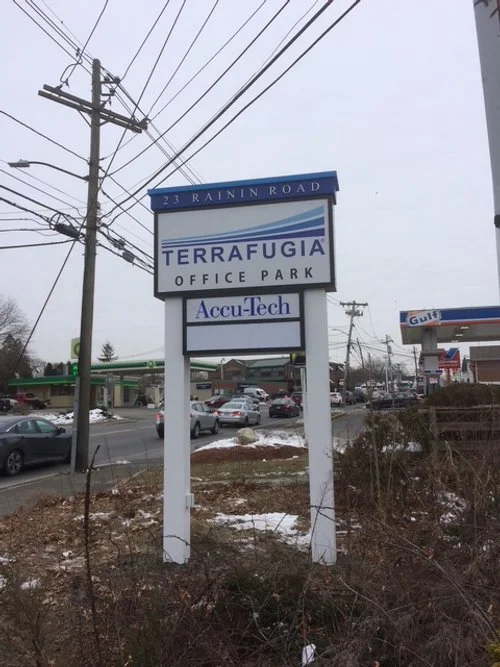 23 RAININ ROAD
TERRAFUGIA
OFFICE PARK
Accu-Tech
Gulf